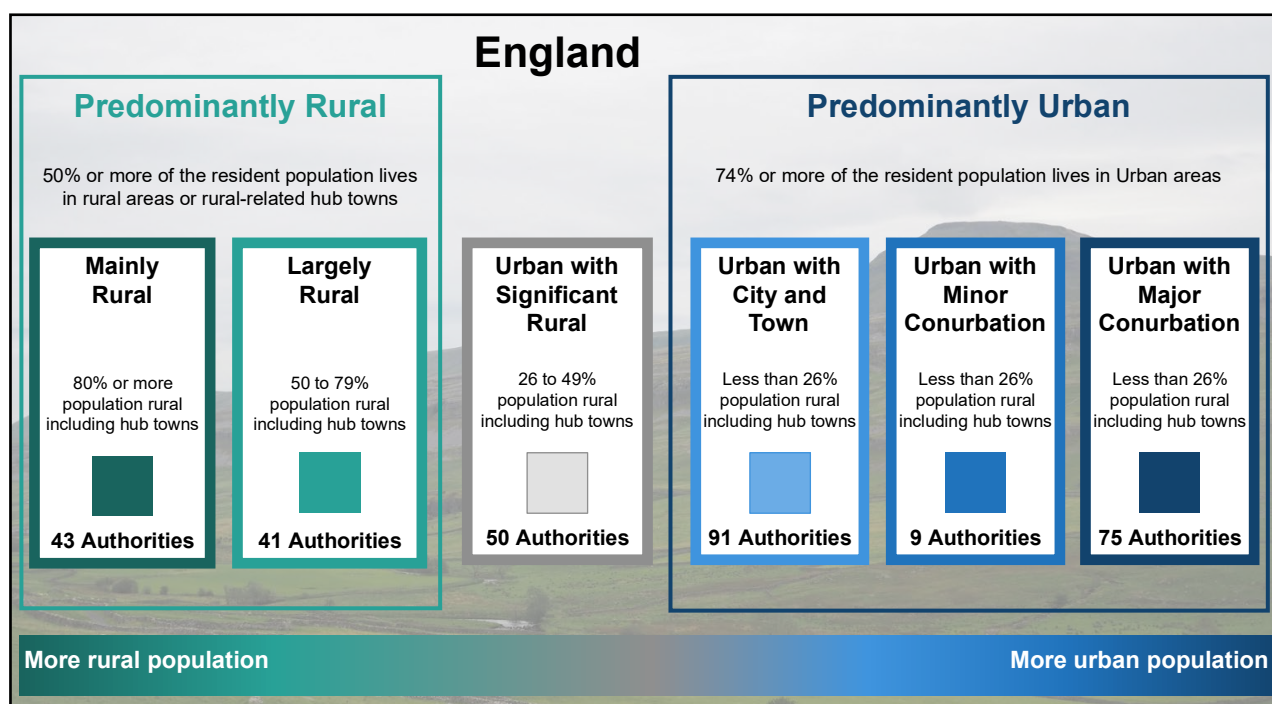 England
Predominantly Rural
50% or more of the resident population lives
in rural areas or rural-related hub towns
Mainly
Rural
80% or more
population rural
including hub towns
43 Authorities
Largely
Rural
50 to 79%
population rural
including hub towns
41 Authorities
Urban with
Significant
Rural
26 to 49%
population rural
including hub towns
50 Authorities
Predominantly Urban
74% or more of the resident population lives in Urban areas
Urban with
City and
Town
Less than 26%
population rural
including hub towns
91 Authorities
Urban with
Minor
Conurbation
Less than 26%
population rural
including hub towns
9 Authorities
Urban with
Major
Conurbation
Less than 26%
population rural
including hub towns
75 Authorities
More rural population
More urban population